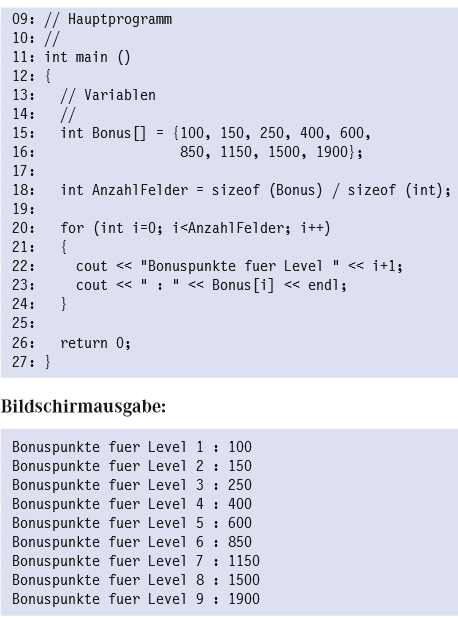 09: // Hauptprogramm
10: //
11: int main ()
12: {
13:   // Variablen
14:   //
15:   int Bonus[] = {100, 150, 250, 400, 600,
16:                  850, 1150, 1500, 1900};
17:
18:   int AnzahlFelder = sizeof (Bonus) / sizeof (int);
19:
20:   for (int i=0; i<AnzahlFelder; i++)
21:   {
22:     cout << "Bonuspunkte fuer Level " << i+1;
23:     cout << " : " << Bonus[i] << endl;
24:   }
25:
26:   return 0;
27: }
Bildschirmausgabe:
Bonuspunkte fuer Level 1 : 100
Bonuspunkte fuer Level 2 : 150
Bonuspunkte fuer Level 3 : 250
Bonuspunkte fuer Level 4 : 400
Bonuspunkte fuer Level 5 : 600
Bonuspunkte fuer Level 6 : 850
Bonuspunkte fuer Level 7 : 1150
Bonuspunkte fuer Level 8 : 1500
Bonuspunkte fuer Level 9 : 1900